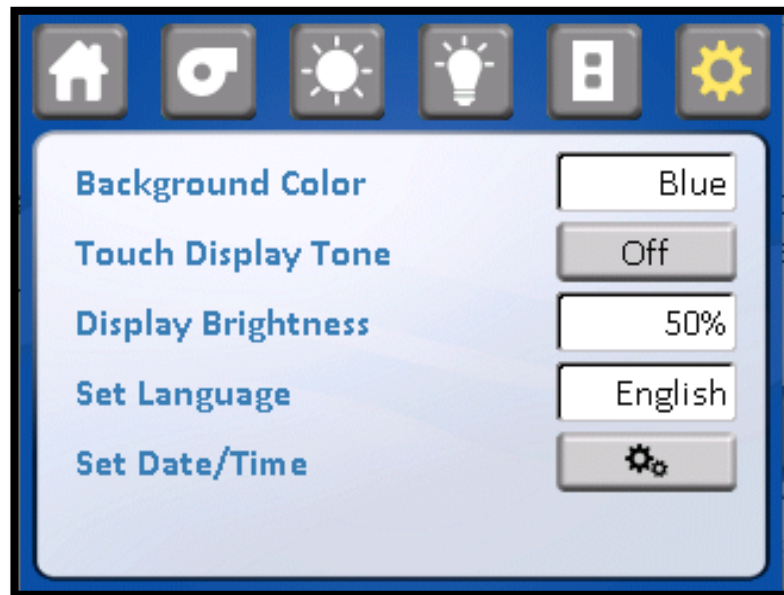 Background Color Blue
Touch Display Tone Off
Display Brightness 50%
Set Language English
Set Date/Time